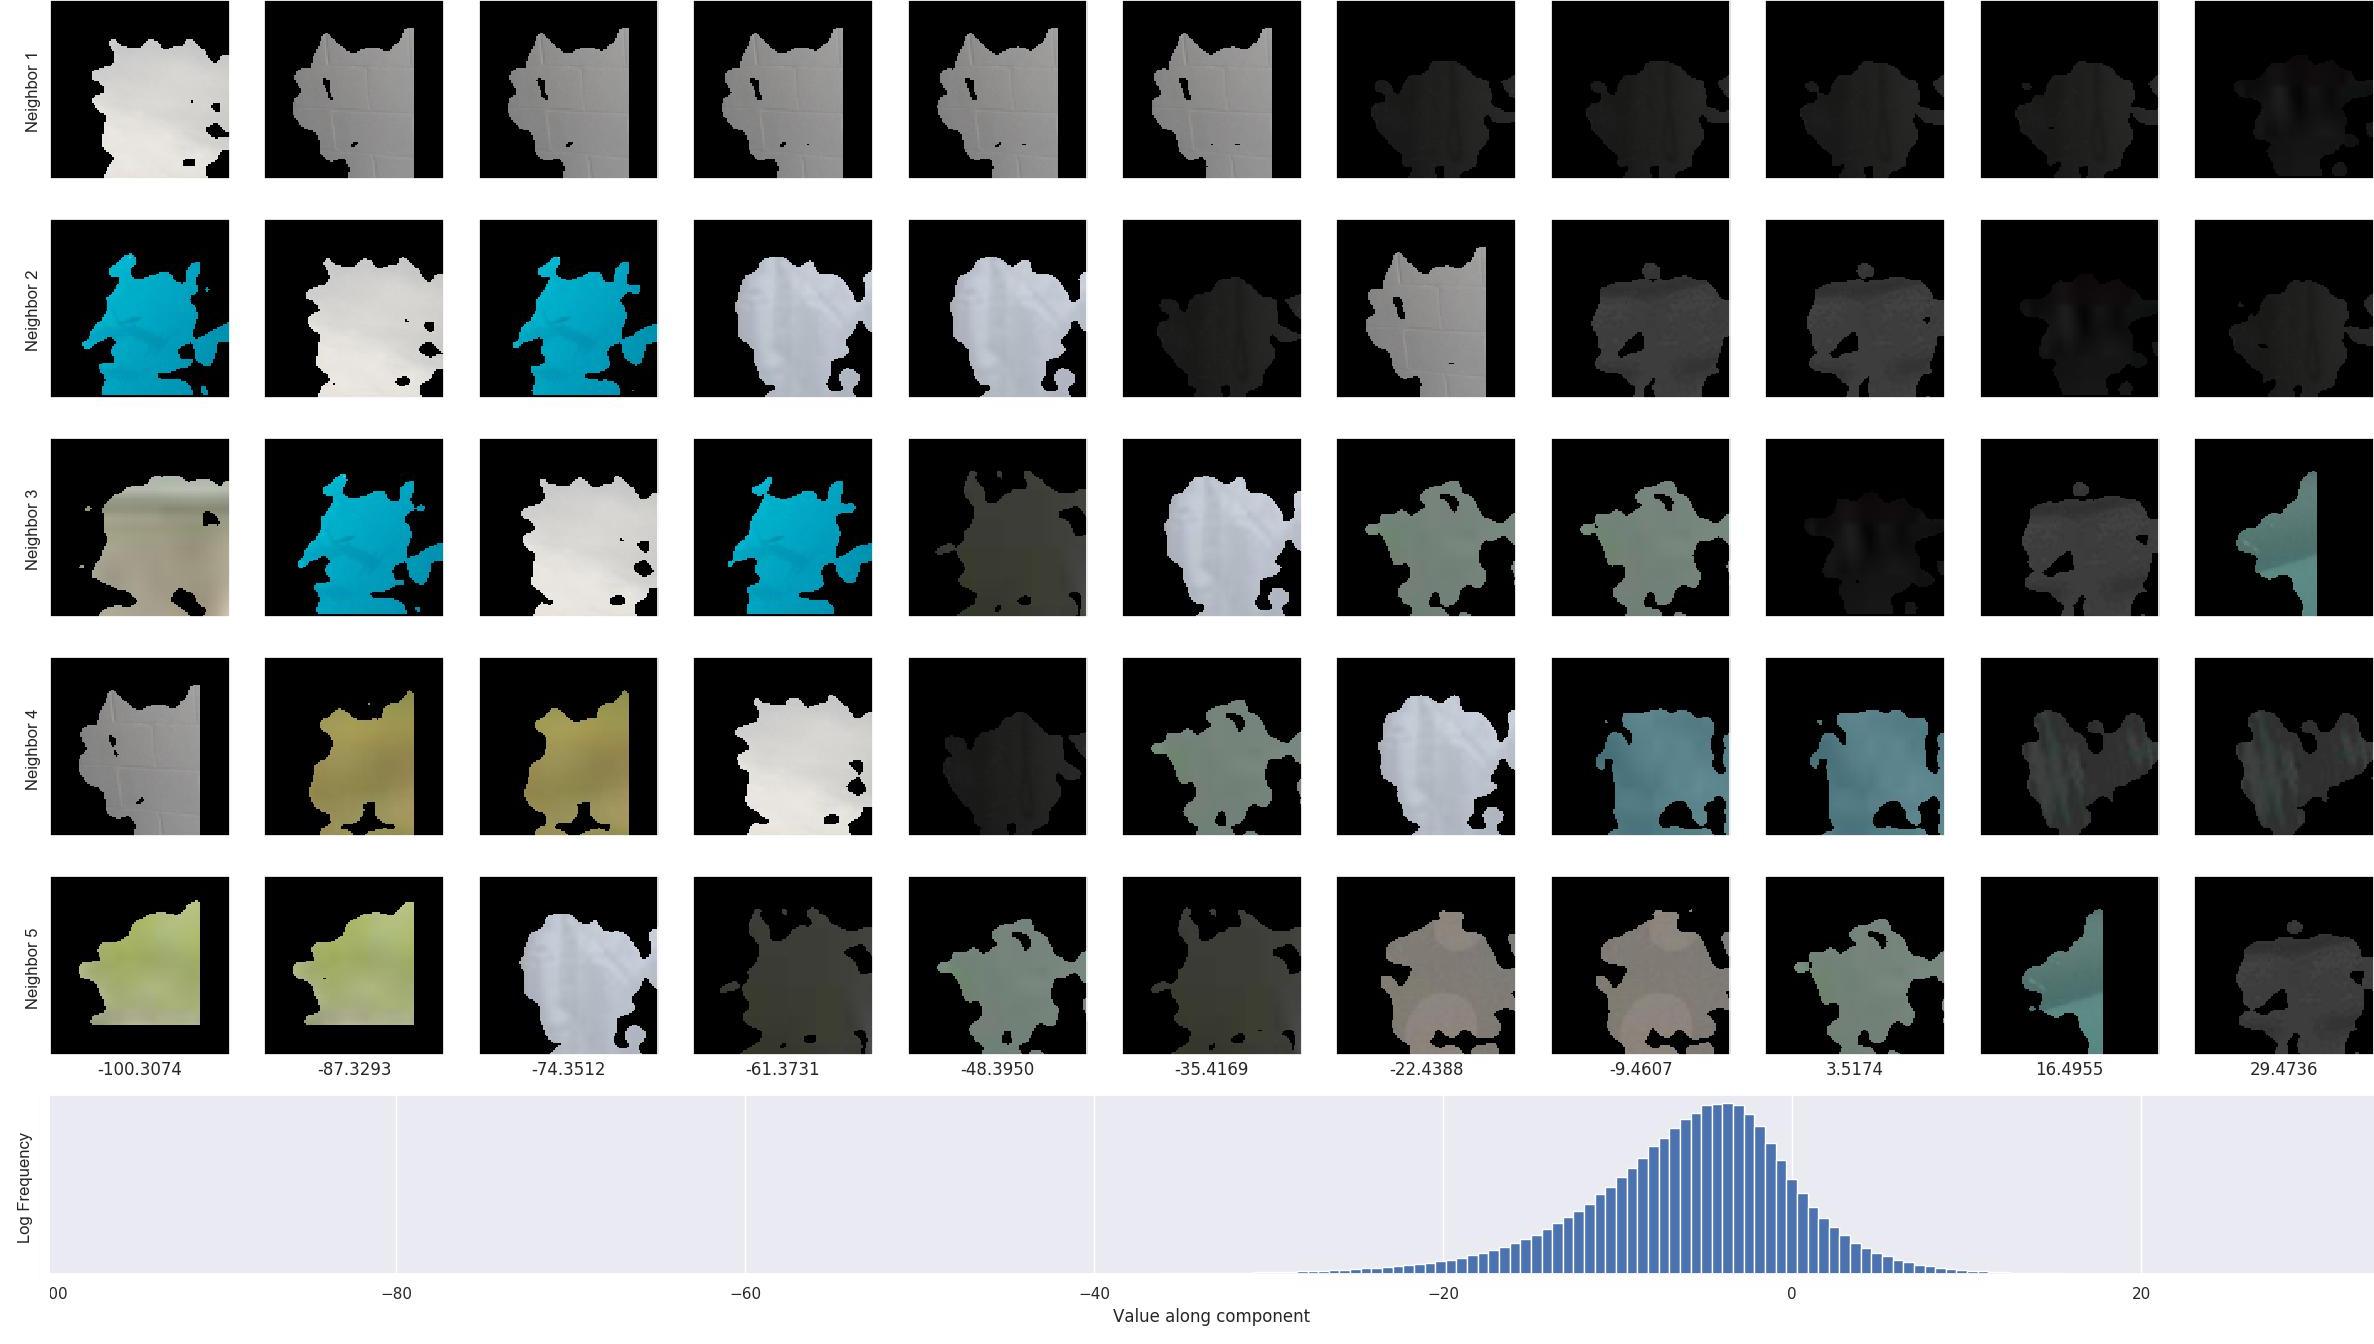 Neighbor 1
Neighbor 2
Neighbor 3
Neighbor 4
Neighbor 5
-100.3074 -87.3293 -74.3512 -61.3731 -48.3950 -35.4169 -22.4388 -9.4607 3.5174 16.4955 29.4736
Log Frequency
00 −80 −60 −40 −20 0 20
Value along component